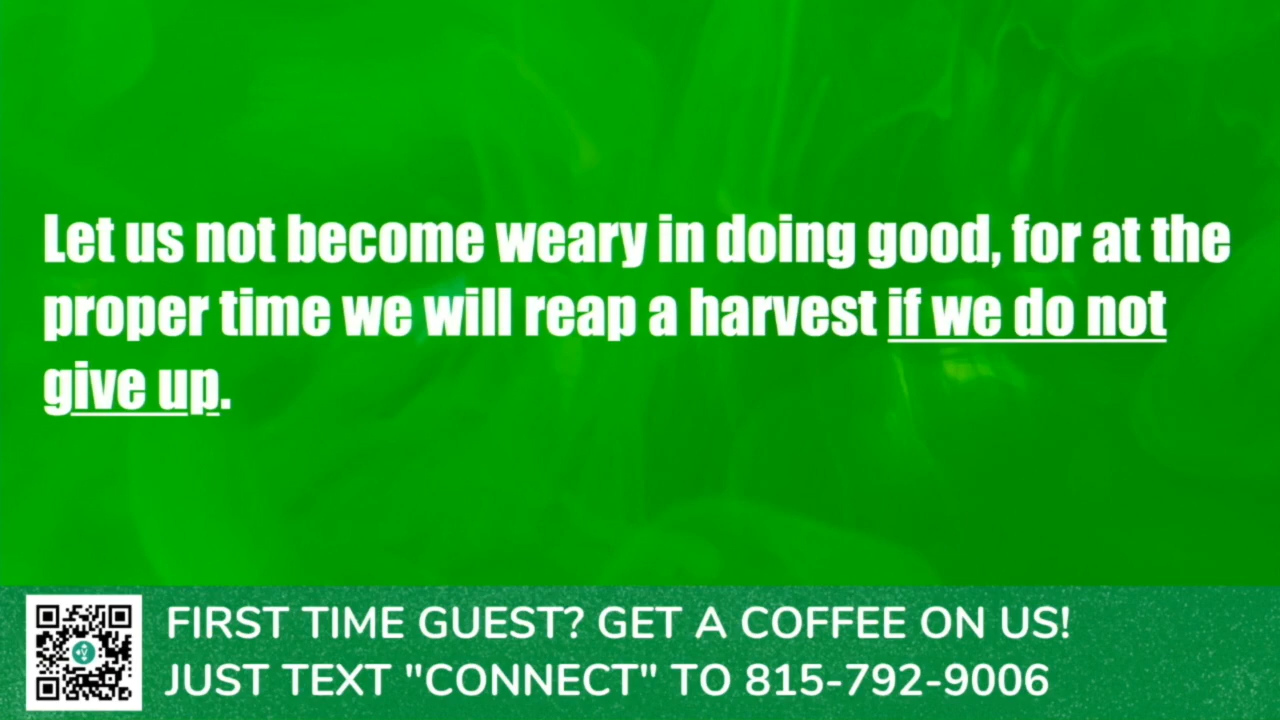 Let us not become weary in doing good, for at the
proper time we will reap a harvest if we do not
give up.
FIRST TIME GUEST? GET A COFFEE ON US!
JUST TEXT "CONNECT" TO 815-792-9006